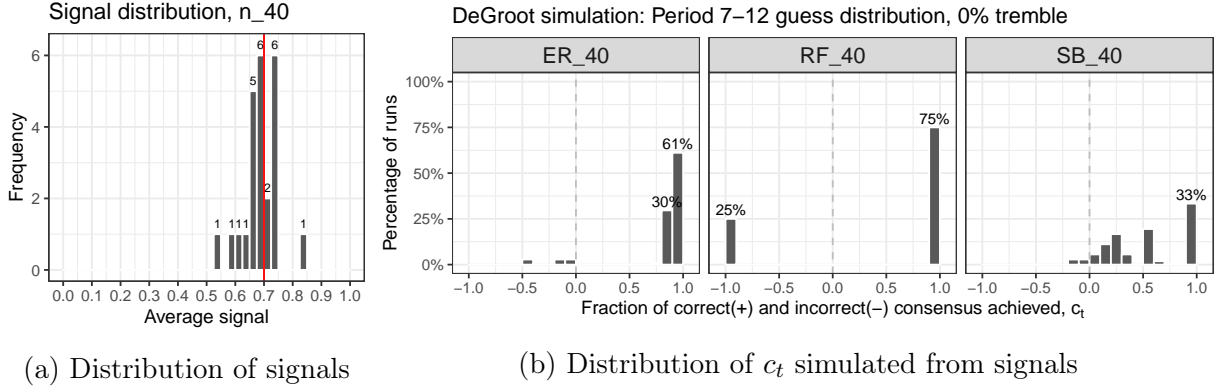 Signal distribution, n_40
Frequency
6
4
2
0
1
1
1
1
5
6
2
6
1
0.0 0.1 0.2 0.3 0.4 0.5 0.6 0.7 0.8 0.9 1.0
Average signal
(a) Distribution of signals
DeGroot simulation: Period 7−12 guess distribution, 0% tremble
ER_40 RF_40 SB_40
Percentage of runs
100%
75%
50%
25%
0%
30%
61%
25%
75%
33%
−1.0 −0.5 0.0 0.5 1.0 −1.0 −0.5 0.0 0.5 1.0 −1.0 −0.5 0.0 0.5 1.0
Fraction of correct(+) and incorrect(−) consensus achieved, ct
(b) Distribution of ct simulated from signals